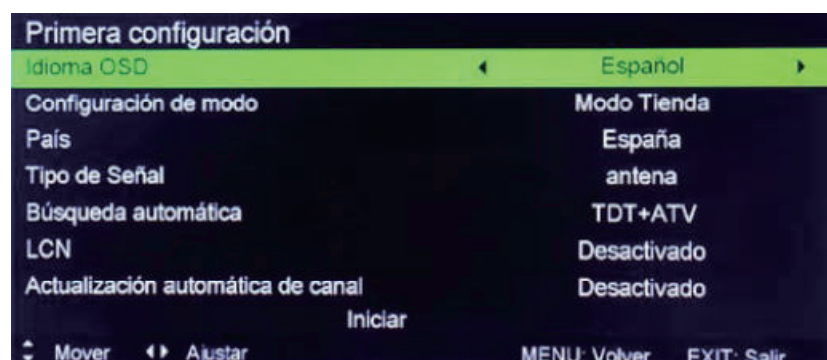 Primera configuración
Idioma OSD Español
Configuración de modo Modo Tienda
País España
Tipo de Señal antena
Búsqueda automática TDT+ATV
LCN Desactivado
Actualización automática de canal Desactivado
Iniciar
Mover Ajustar MENU: Volver EXIT: Salir